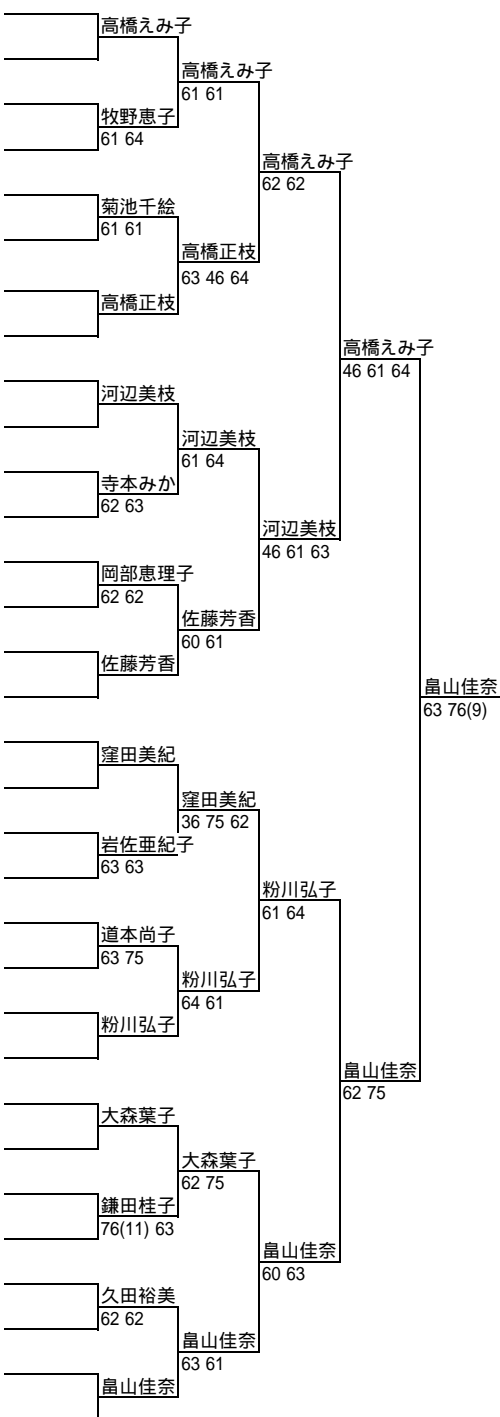 高橋えみ子
高橋えみ子
61 61
牧野恵子
61 64
高橋えみ子
62 62
菊池千絵
61 61
高橋正枝
63 46 64
高橋正枝
高橋えみ子
46 61 64
河辺美枝
河辺美枝
61 64
寺本みか
62 63
河辺美枝
46 61 63
岡部恵理子
62 62
佐藤芳香
60 61
佐藤芳香
畠山佳奈
63 76(9)
窪田美紀
窪田美紀
36 75 62
岩佐亜紀子
63 63
粉川弘子
61 64
道本尚子
63 75
粉川弘子
64 61
粉川弘子
畠山佳奈
62 75
大森葉子
大森葉子
62 75
鎌田桂子
76(11) 63
畠山佳奈
60 63
久田裕美
62 62
畠山佳奈
63 61
畠山佳奈